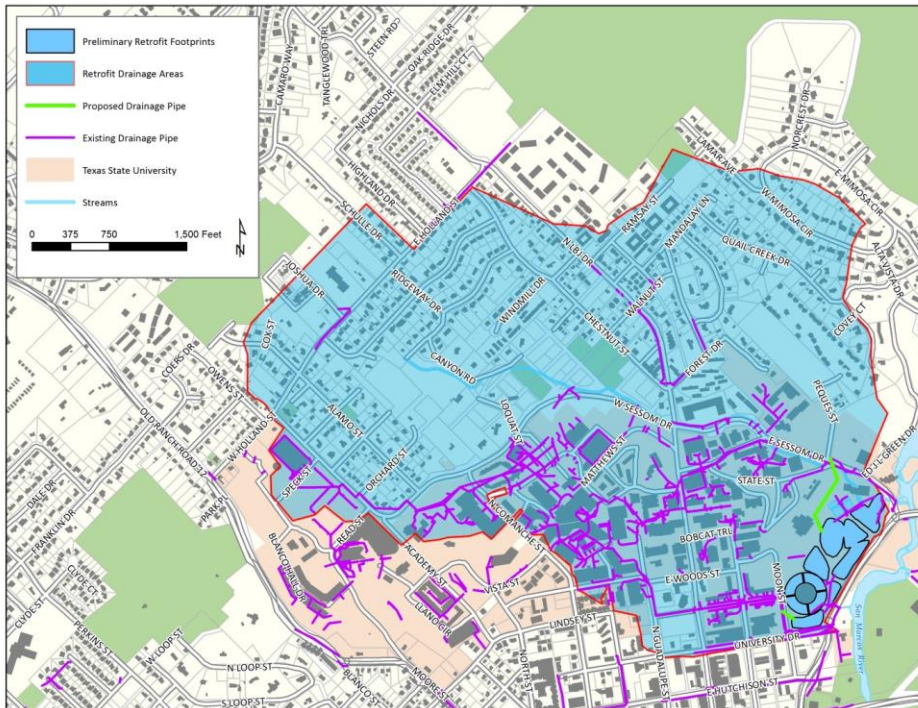 Preliminary Retrofit Footprints
Retrofit Drainage Areas
Proposed Drainage Pipe
Existing Drainage Pipe
Texas State University
Streams
0 375 750 1,500 Feet
N
CAMARO WAY
TANGLEWOOD TRL
STEEN RD
OAK RIDGE DR
ELM HILL CT
NICHOLS DR
HIGHLAND DR
SCHULLE DR
E HOLLAND ST
LAMAR AVE
NORCREST DR
E MIMOSA CIR
W MIMOSA CIR
ALTA VISTA DR
COVEY CT
QUAIL CREEK DR
MANDALAY LN
RAMSAY ST
WALNUT ST
N LBJ DR
WINDMILL DR
RIDGEWAY DR
JOSHUA DR
COX ST
CANYON RD
CHESTNUT ST
FOREST DR
PEQUES ST
COERS DR
OWENS ST
OLD RANCH ROAD 12
W HOLLAND ST
ALAMO ST
ORCHARD ST
LOQUAT ST
W SESSOM DR
E SESSOM DR
ED J L GREEN DR
MATTHEWS ST
STATE ST
SPECK ST
DALE DR
FRANKLIN DR
PARK PL
READ ST
ACADEMY ST
N COMANCHE ST
BOBCAT TRL
E WOODS ST
MOON ST
VISTA ST
BLANCO HALL DR
LLANO CIR
LINDSEY ST
CLYDE CT
CLYDE ST
PERKINS ST
W LOOP ST
N LOOP ST
S LOOP ST
BLANCO ST
MOORE ST
NORTH ST
N GUADALUPE ST
UNIVERSITY DR
E HUTCHISON ST
San Marcos River